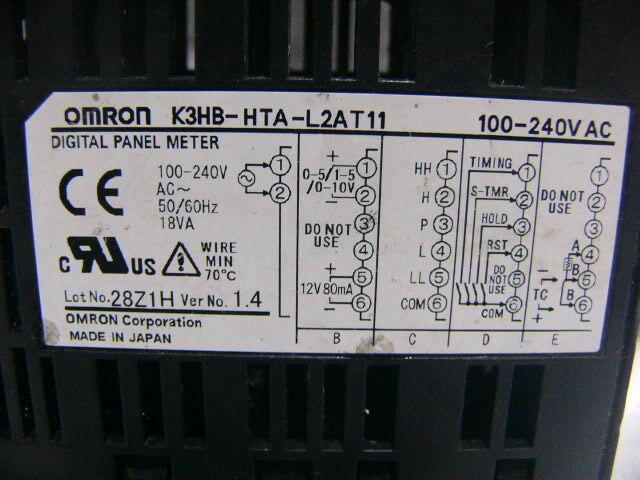 OMRON K3HB-HTA-L2AT11 100-240V AC
DIGITAL PANEL METER
CE
100-240V
AC~
50/60Hz
18VA
1
2
c RU US
WIRE
MIN
70℃
Lot No. 28Z1H Ver No. 1.4
OMRON Corporation
MADE IN JAPAN
+ 1
0-5/1-5
/0-10V
- 2
DO NOT
USE
3
4
+ 5
12V 80mA
- 6
B
HH 1
H 2
P 3
L 4
LL 5
COM 6
C
TIMING 1
S-TMR 2
HOLD 3
RST 4
DO
NOT
USE
5
COM 6
D
1
DO NOT
USE
2
3
A 4
B 5
B 6
- TC +
E